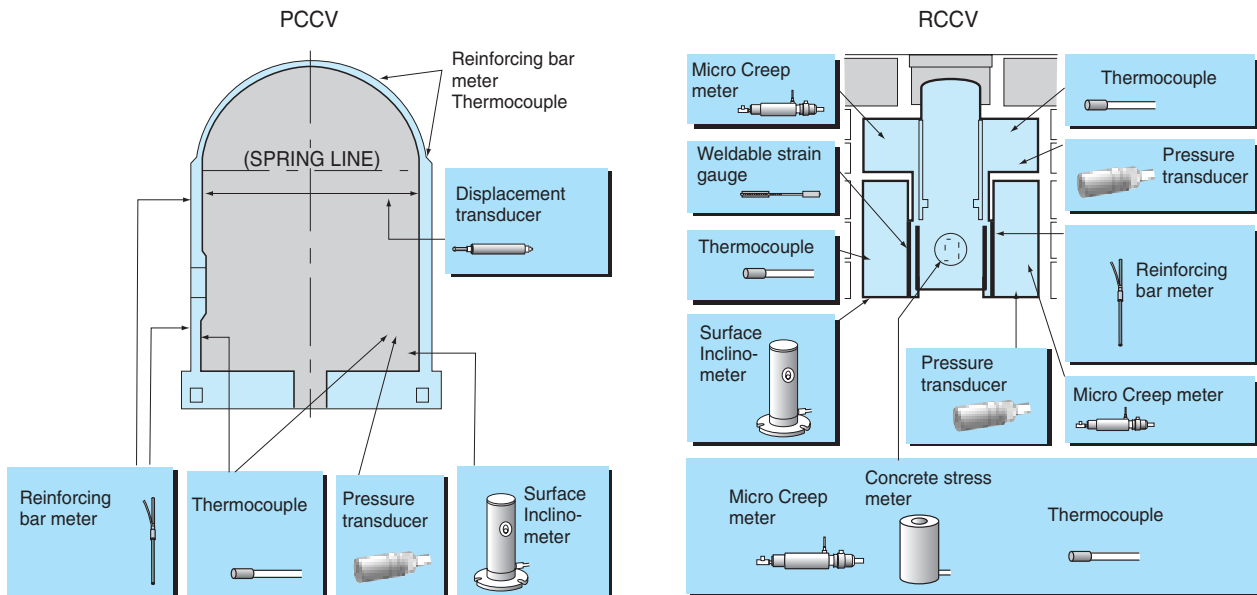 PCCV
Reinforcing bar
meter
Thermocouple
(SPRING LINE)
Displacement
transducer
Reinforcing
bar meter
Thermocouple
Pressure
transducer
Surface
Inclino-
meter
RCCV
Micro Creep
meter
Thermocouple
Weldable strain
gauge
Pressure
transducer
Thermocouple
Reinforcing
bar meter
Surface
Inclino-
meter
Pressure
transducer
Micro Creep meter
Micro Creep
meter
Concrete stress
meter
Thermocouple